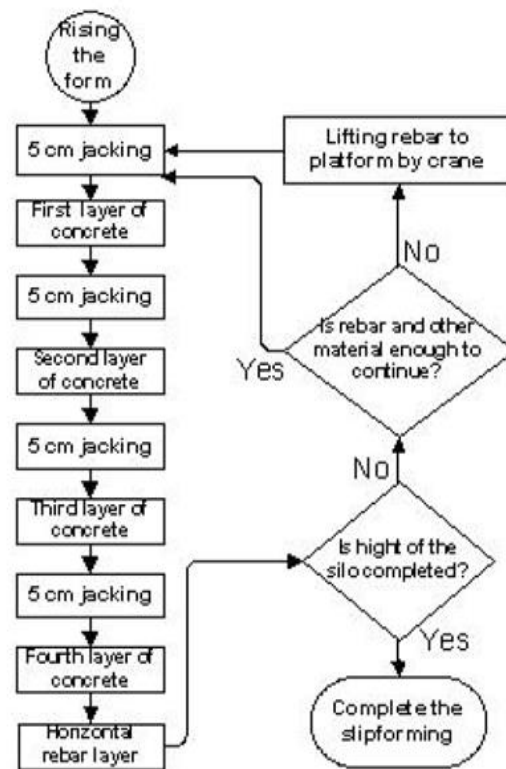 Rising
the
form
5 cm jacking
First layer of
concrete
5 cm jacking
Second layer
of concrete
5 cm jacking
Third layer of
concrete
5 cm jacking
Fourth layer of
concrete
Horizontal
rebar layer
Lifting rebar to
platform by crane
No
Is rebar and other
material enough to
continue?
Yes
No
Is hight of the
silo completed?
Yes
Complete the
slipforming